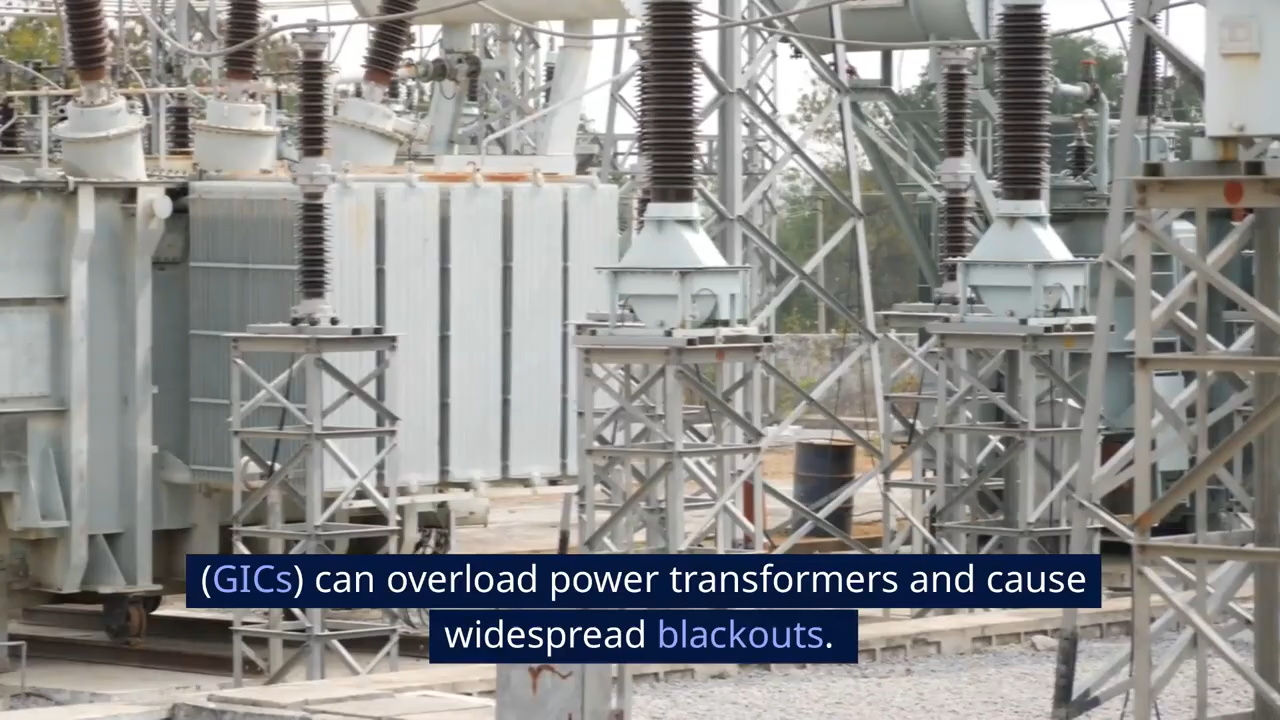 (GICs) can overload power transformers and cause
widespread blackouts.